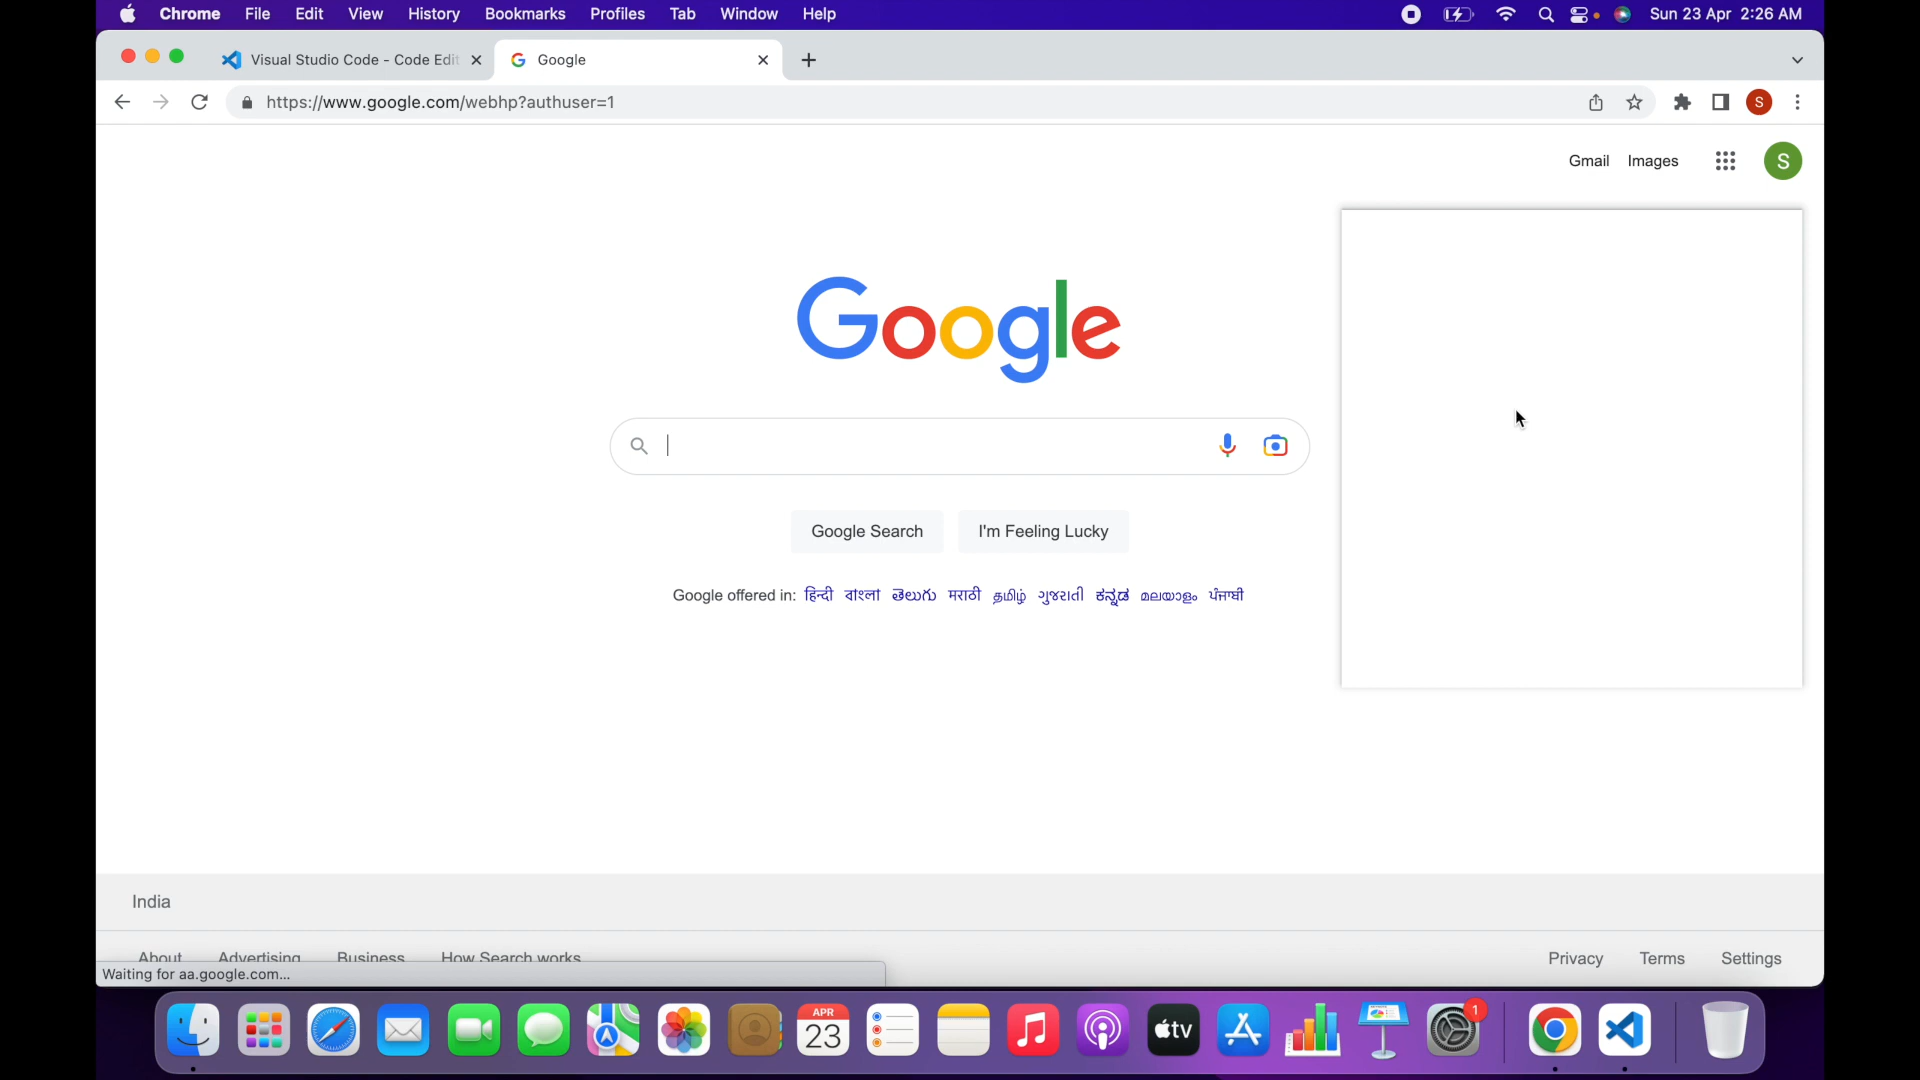 Chrome File Edit View History Bookmarks Profiles Tab Window Help Sun 23 Apr 2:26 AM
Visual Studio Code - Code Edit Google
https://www.google.com/webhp?authuser=1 S
Gmail Images S
Google
Google Search I'm Feeling Lucky
Google offered in: हिन्दी বাংলা తెలుగు मराठी தமிழ் ગુજરાતી ಕನ್ನಡ മലയാളം ਪੰਜਾਬੀ
India
About Advertising Business How Search works Privacy Terms Settings
Waiting for aa.google.com...
APR
23
tv
1